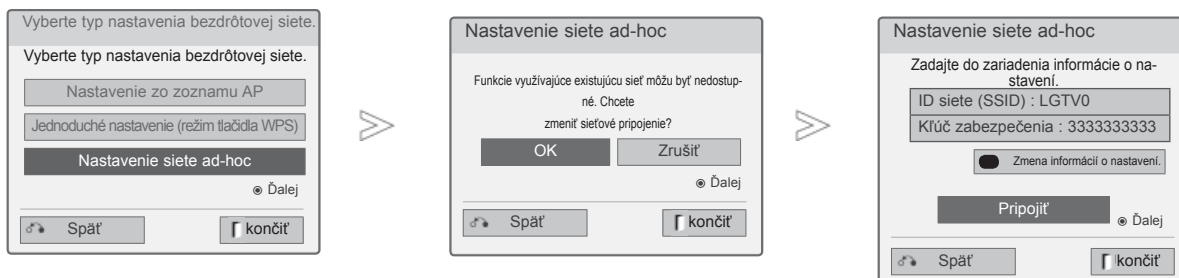 Vyberte typ nastavenia bezdrôtovej siete.
Vyberte typ nastavenia bezdrôtovej siete.
Nastavenie zo zoznamu AP
Jednoduché nastavenie (režim tlačidla WPS)
Nastavenie siete ad-hoc
Ďalej
Späť
končiť
Nastavenie siete ad-hoc
Funkcie využívajúce existujúcu sieť môžu byť nedostup-
né. Chcete
zmeniť sieťové pripojenie?
OK
Zrušiť
Ďalej
Späť
končiť
Nastavenie siete ad-hoc
Zadajte do zariadenia informácie o na-
stavení.
ID siete (SSID) : LGTV0
Kľúč zabezpečenia : 3333333333
Zmena informácií o nastavení.
Pripojiť
Ďalej
Späť
končiť